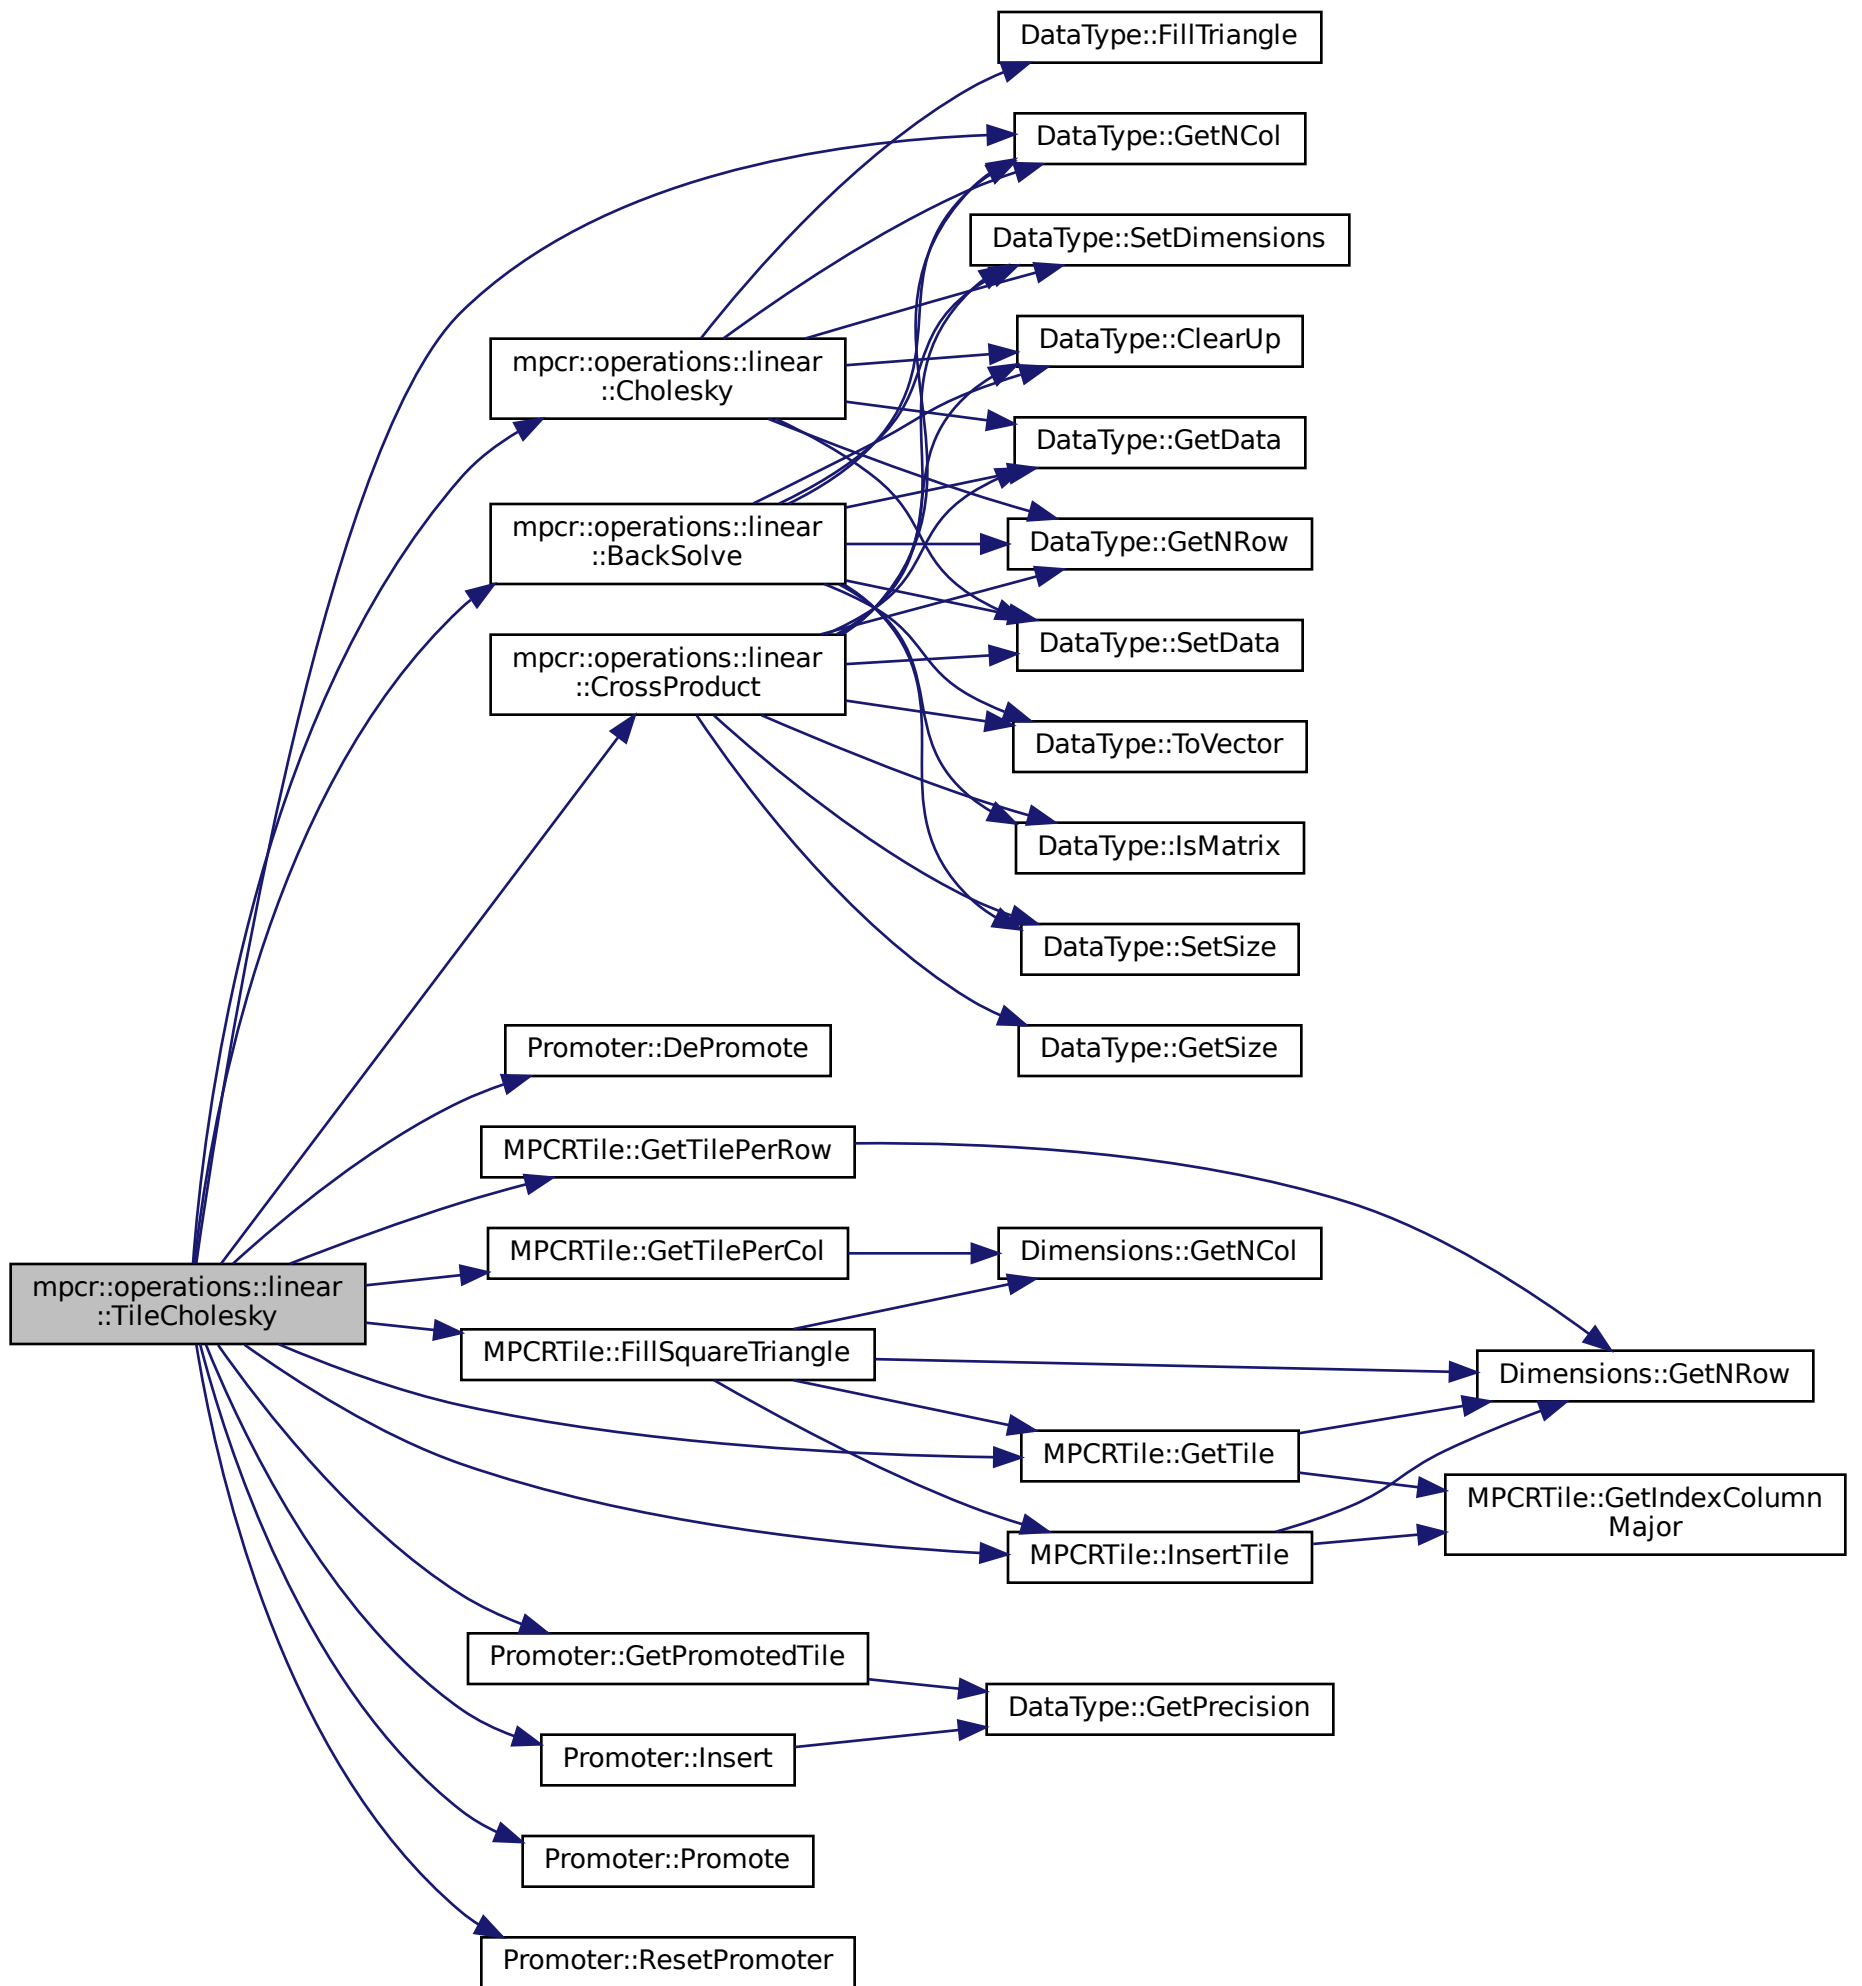 DataType::FillTriangle
DataType::GetNCol
DataType::SetDimensions
DataType::ClearUp
mpcr::operations::linear
::Cholesky
DataType::GetData
mpcr::operations::linear
::BackSolve
DataType::GetNRow
DataType::SetData
mpcr::operations::linear
::CrossProduct
DataType::ToVector
DataType::IsMatrix
DataType::SetSize
Promoter::DePromote
DataType::GetSize
MPCRTile::GetTilePerRow
MPCRTile::GetTilePerCol
Dimensions::GetNCol
mpcr::operations::linear
::TileCholesky
MPCRTile::FillSquareTriangle
Dimensions::GetNRow
MPCRTile::GetTile
MPCRTile::GetIndexColumn
Major
MPCRTile::InsertTile
Promoter::GetPromotedTile
DataType::GetPrecision
Promoter::Insert
Promoter::Promote
Promoter::ResetPromoter